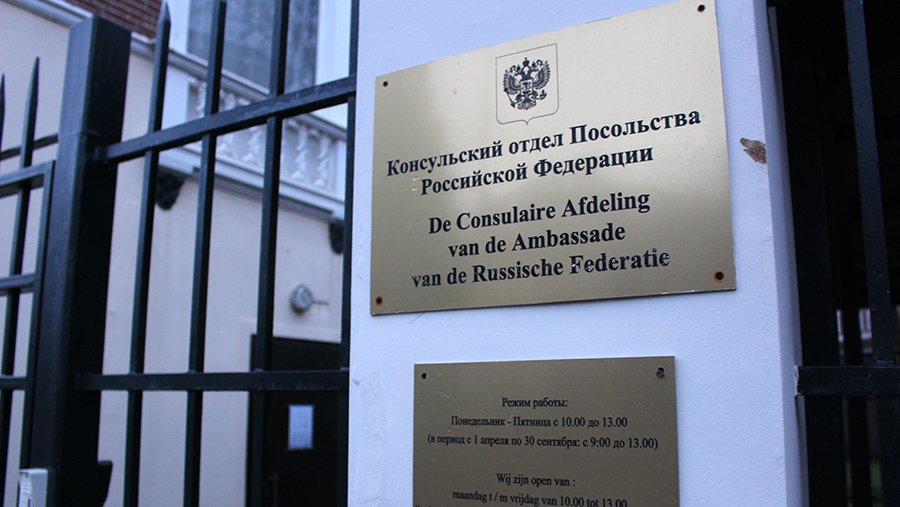 Консульский отдел Посольства
Российской Федерации
De Consulaire Afdeling
van de Ambassade
van de Russische Federatie
Режим работы:
Понедельник - Пятница с 10.00 до 13.00
(в период с 1 апреля по 30 сентября: с 9:00 до 13.00)
Wij zijn open van :
maandag t / m vrijdag van 10.00 tot 13.00